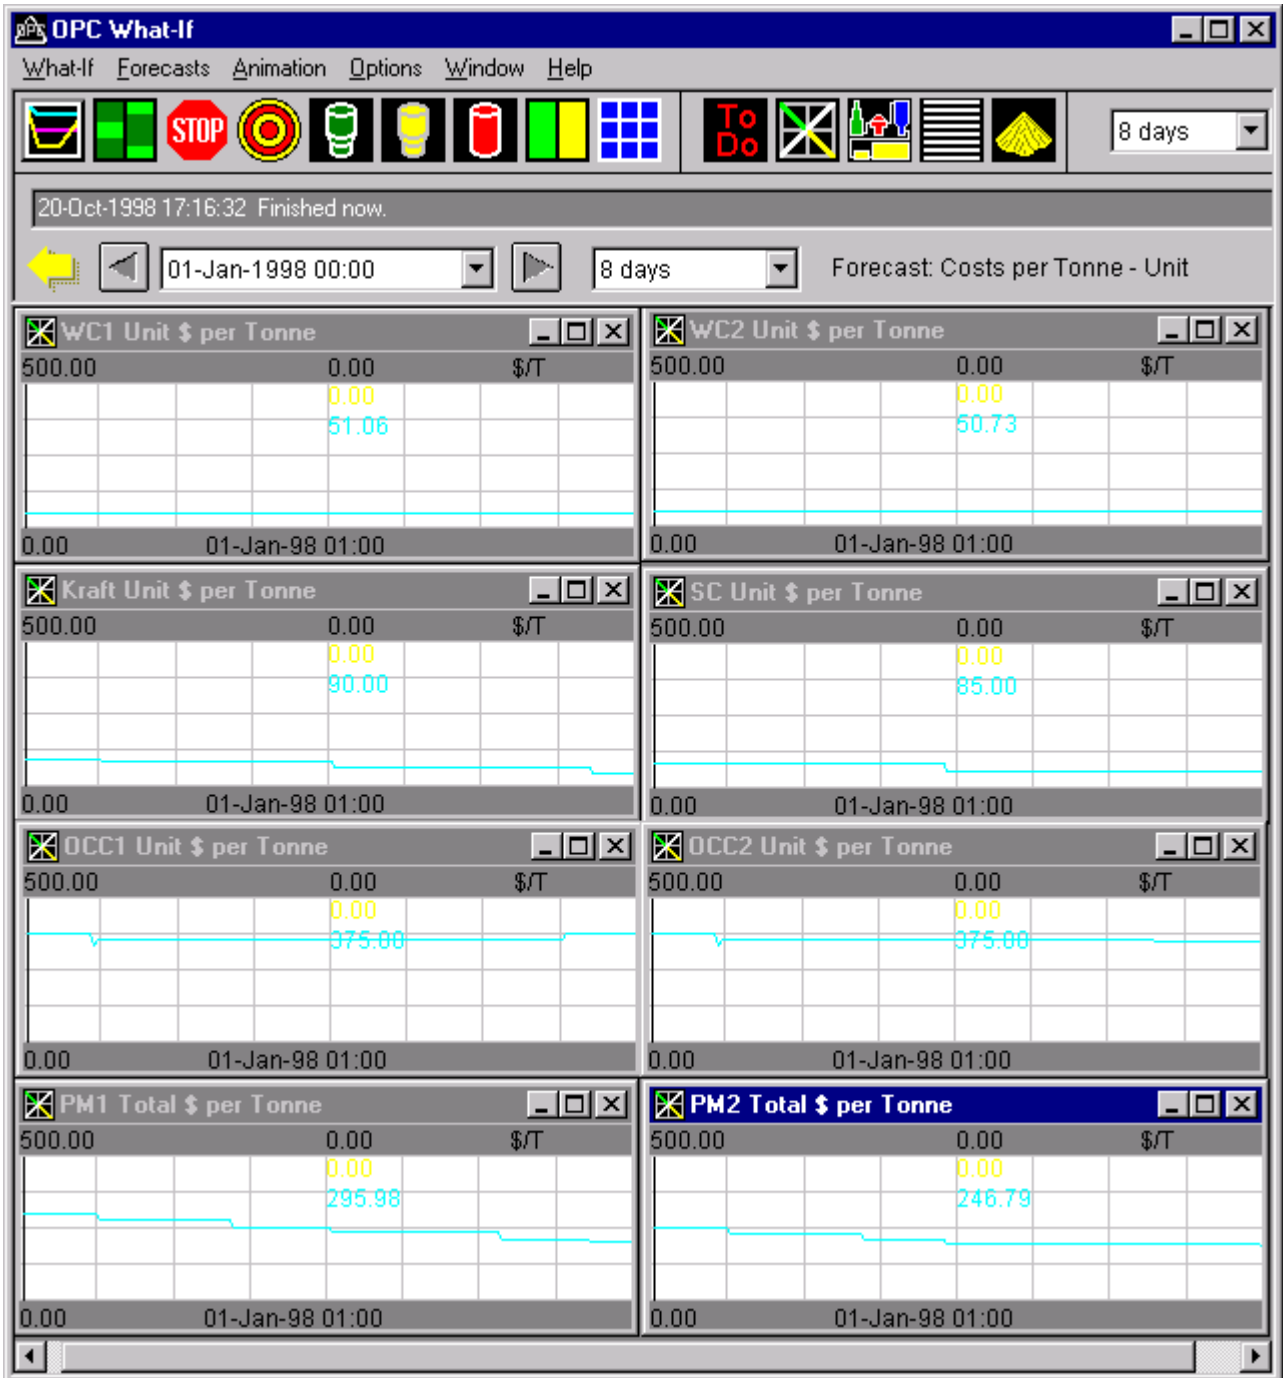 OPC What-If
What-If Forecasts Animation Options Window Help
STOP
To
Do
8 days
20-Oct-1998 17:16:32 Finished now.
01-Jan-1998 00:00
8 days
Forecast: Costs per Tonne - Unit
WC1 Unit $ per Tonne
500.00 0.00 $/T
0.00
51.06
0.00 01-Jan-98 01:00
WC2 Unit $ per Tonne
500.00 0.00 $/T
0.00
50.73
0.00 01-Jan-98 01:00
Kraft Unit $ per Tonne
500.00 0.00 $/T
0.00
90.00
0.00 01-Jan-98 01:00
SC Unit $ per Tonne
500.00 0.00 $/T
0.00
85.00
0.00 01-Jan-98 01:00
OCC1 Unit $ per Tonne
500.00 0.00 $/T
0.00
375.00
0.00 01-Jan-98 01:00
OCC2 Unit $ per Tonne
500.00 0.00 $/T
0.00
375.00
0.00 01-Jan-98 01:00
PM1 Total $ per Tonne
500.00 0.00 $/T
0.00
295.98
0.00 01-Jan-98 01:00
PM2 Total $ per Tonne
500.00 0.00 $/T
0.00
246.79
0.00 01-Jan-98 01:00